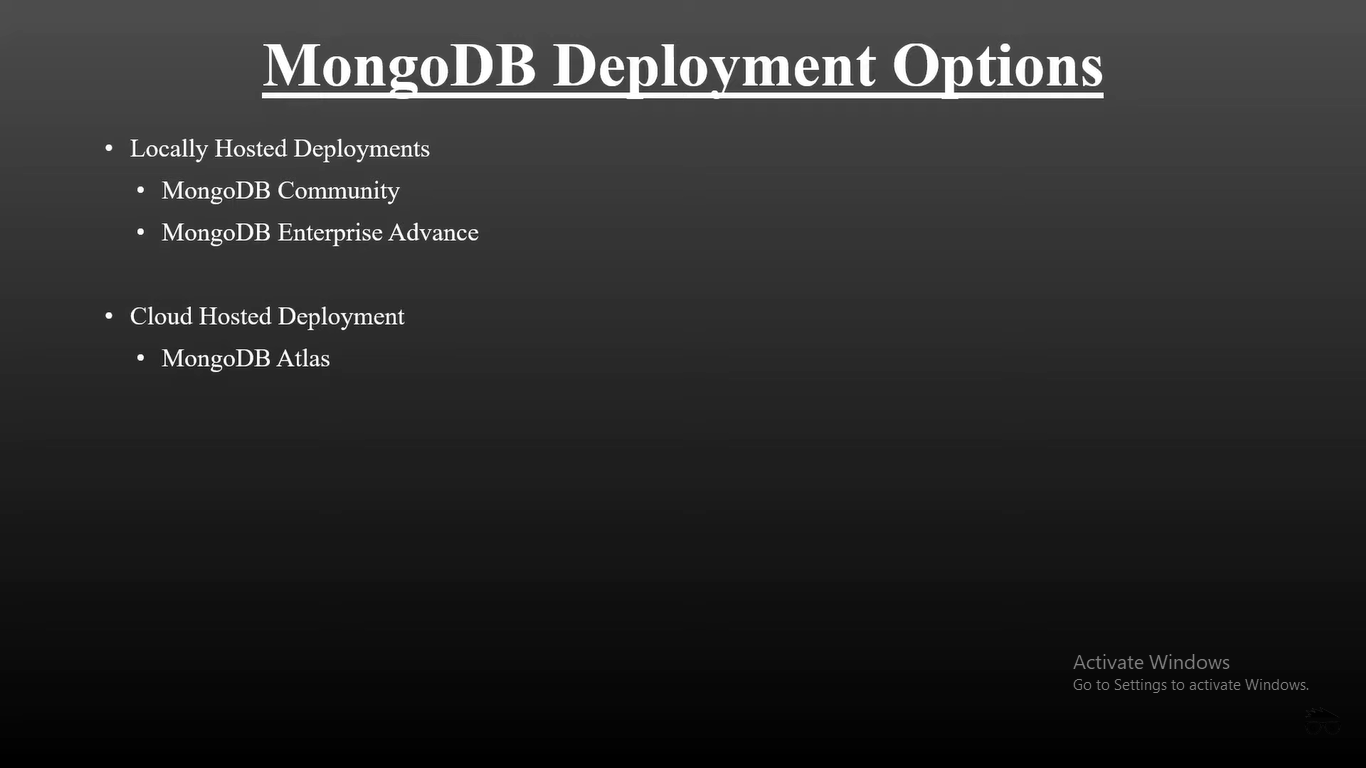 MongoDB Deployment Options
• Locally Hosted Deployments
• MongoDB Community
• MongoDB Enterprise Advance
• Cloud Hosted Deployment
• MongoDB Atlas
Activate Windows
Go to Settings to activate Windows.